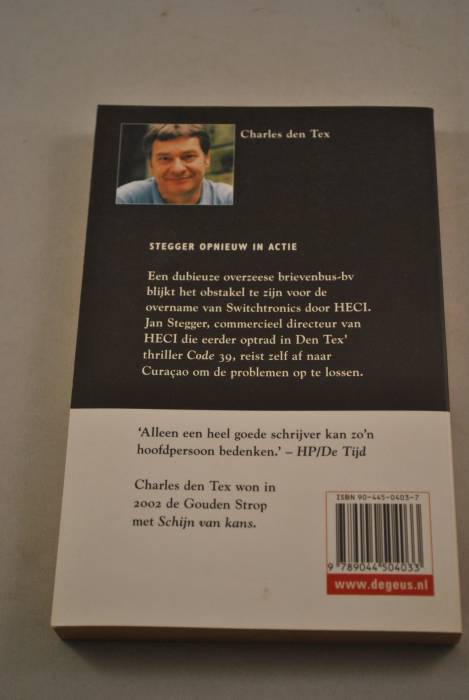 Charles den Tex
STEGGER OPNIEUW IN ACTIE
Een dubieuze overzeese brievenbus-bv
blijkt het obstakel te zijn voor de
overname van Switchtronics door HECI.
Jan Stegger, commercieel directeur van
HECI die eerder optrad in Den Tex'
thriller Code 39, reist zelf af naar
Curaçao om de problemen op te lossen.
'Alleen een heel goede schrijver kan zo'n
hoofdpersoon bedenken.' – HP/De Tijd
Charles den Tex won in
2002 de Gouden Strop
met Schijn van kans.
ISBN 90-445-0403-7
9 789044 504033
www.degeus.nl